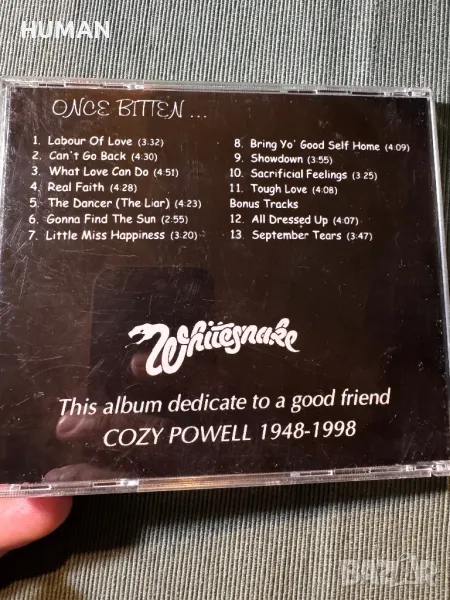 HUMAN
ONCE BITTEN ...
1. Labour Of Love (3:32)
2. Can't Go Back (4:30)
3. What Love Can Do (4:51)
4. Real Faith (4:28)
5. The Dancer (The Liar) (4:23)
6. Gonna Find The Sun (2:55)
7. Little Miss Happiness (3:20)
8. Bring Yo' Good Self Home (4:09)
9. Showdown (3:55)
10. Sacrificial Feelings (3:25)
11. Tough Love (4:08)
Bonus Tracks
12. All Dressed Up (4:07)
13. September Tears (3:47)
Whitesnake
This album dedicate to a good friend
COZY POWELL 1948-1998
BAZAR